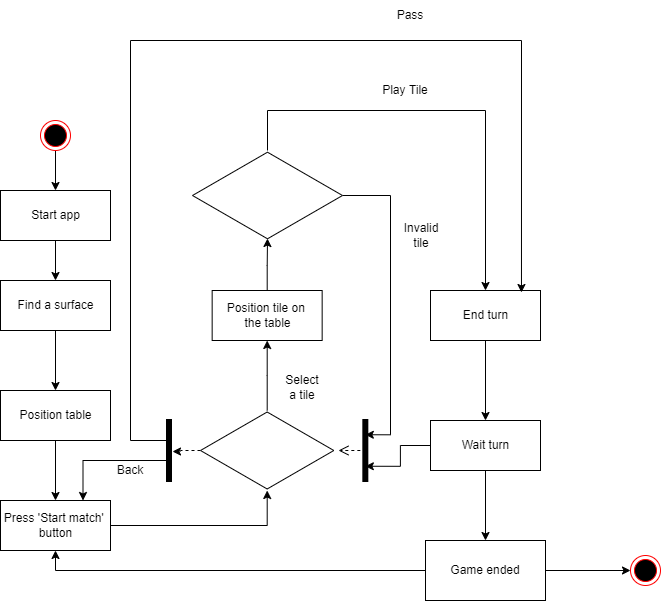 Pass
Play Tile
Start app
Invalid
tile
Find a surface
Position tile on
the table
End turn
Select
a tile
Position table
Wait turn
Back
Press 'Start match'
button
Game ended